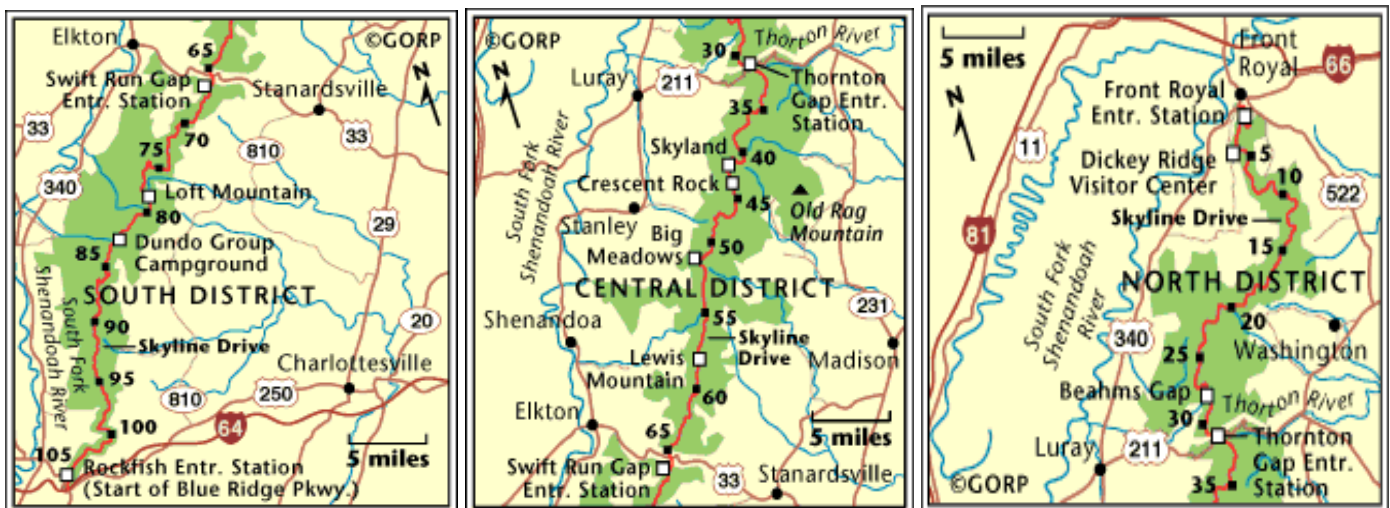 Elkton
©GORP
65
N
Swift Run Gap
Entr. Station
Stanardsville
33
70
33
810
75
340
Loft Mountain
80
29
Dundo Group
Campground
85
SOUTH DISTRICT
South Fork
Shenandoah River
90
20
Skyline Drive
Charlottesville
95
250
810
100
64
105
5 miles
Rockfish Entr. Station
(Start of Blue Ridge Pkwy.)
©GORP
30
Thorton River
N
Luray
211
Thornton
Gap Entr.
Station
35
South Fork
Shenandoah River
Skyland
40
Crescent Rock
45
Old Rag
Mountain
Stanley
Big
Meadows
50
CENTRAL DISTRICT
231
55
Shenandoa
Skyline
Drive
Madison
Lewis
Mountain
60
Elkton
65
5 miles
Swift Run Gap
Entr. Station
33
Stanardsville
5 miles
Front
Royal
66
N
Front Royal
Entr. Station
11
Dickey Ridge
Visitor Center
5
10
522
Skyline Drive
81
15
South Fork
Shenandoah
River
NORTH DISTRICT
20
340
Washington
25
Beahms Gap
Thorton River
30
Luray
211
Thornton
Gap Entr.
Station
©GORP
35